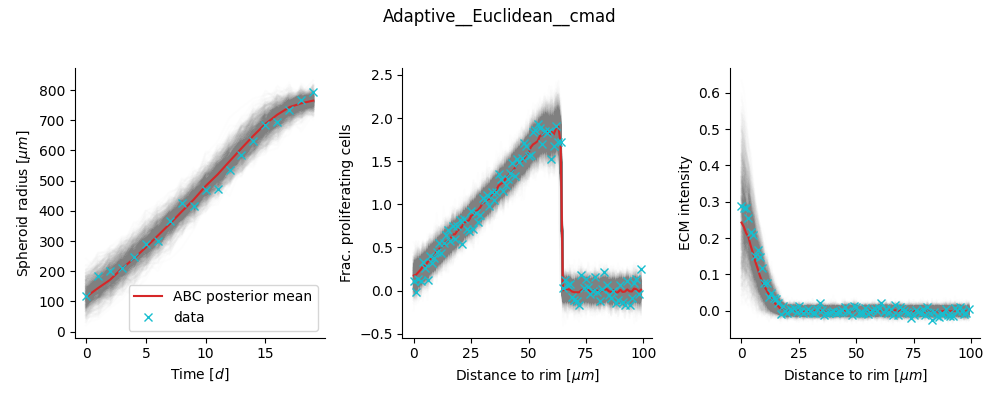 Adaptive__Euclidean__cmad
Spheroid radius [μm]
800
700
600
500
400
300
200
100
0
0 5 10 15
Time [d]
ABC posterior mean
data
Frac. proliferating cells
2.5
2.0
1.5
1.0
0.5
0.0
−0.5
0 25 50 75 100
Distance to rim [μm]
ECM intensity
0.6
0.5
0.4
0.3
0.2
0.1
0.0
0 25 50 75 100
Distance to rim [μm]